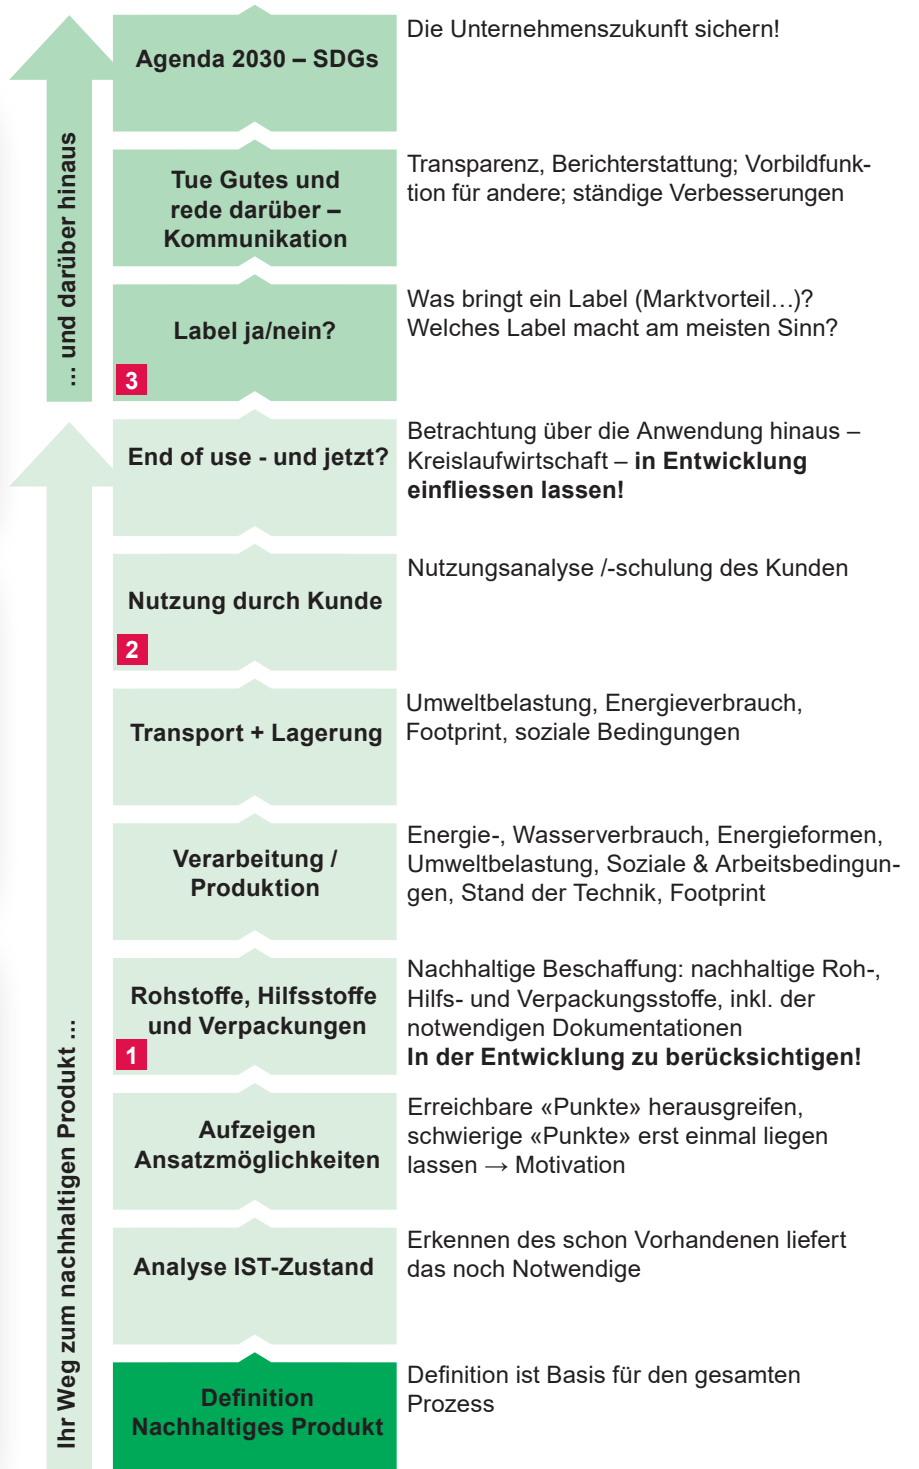 Agenda 2030 – SDGs
Die Unternehmenszukunft sichern!
Tue Gutes und
rede darüber –
Kommunikation
Transparenz, Berichterstattung; Vorbildfunk-
tion für andere; ständige Verbesserungen
Label ja/nein?
3
Was bringt ein Label (Marktvorteil…)?
Welches Label macht am meisten Sinn?
... und darüber hinaus
End of use - und jetzt?
Betrachtung über die Anwendung hinaus –
Kreislaufwirtschaft – in Entwicklung
einfliessen lassen!
Nutzung durch Kunde
2
Nutzungsanalyse /-schulung des Kunden
Transport + Lagerung
Umweltbelastung, Energieverbrauch,
Footprint, soziale Bedingungen
Verarbeitung /
Produktion
Energie-, Wasserverbrauch, Energieformen,
Umweltbelastung, Soziale & Arbeitsbedingun-
gen, Stand der Technik, Footprint
Rohstoffe, Hilfsstoffe
und Verpackungen
1
Nachhaltige Beschaffung: nachhaltige Roh-,
Hilfs- und Verpackungsstoffe, inkl. der
notwendigen Dokumentationen
In der Entwicklung zu berücksichtigen!
Aufzeigen
Ansatzmöglichkeiten
Erreichbare «Punkte» herausgreifen,
schwierige «Punkte» erst einmal liegen
lassen → Motivation
Analyse IST-Zustand
Erkennen des schon Vorhandenen liefert
das noch Notwendige
Definition
Nachhaltiges Produkt
Definition ist Basis für den gesamten
Prozess
Ihr Weg zum nachhaltigen Produkt ...